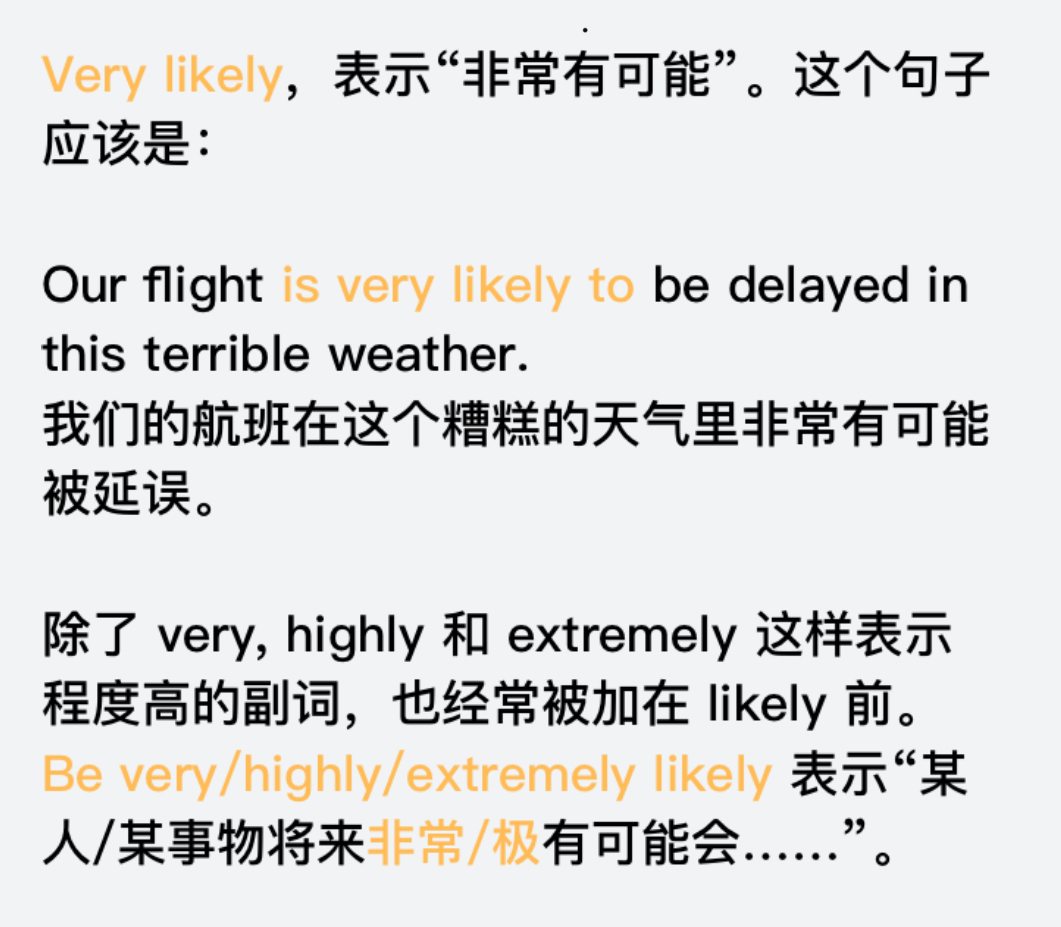 Very likely，表示“非常有可能”。这个句子
应该是：
Our flight is very likely to be delayed in
this terrible weather.
我们的航班在这个糟糕的天气里非常有可能
被延误。
除了 very, highly 和 extremely 这样表示
程度高的副词，也经常被加在 likely 前。
Be very/highly/extremely likely 表示“某
人/某事物将来非常/极有可能会……”。